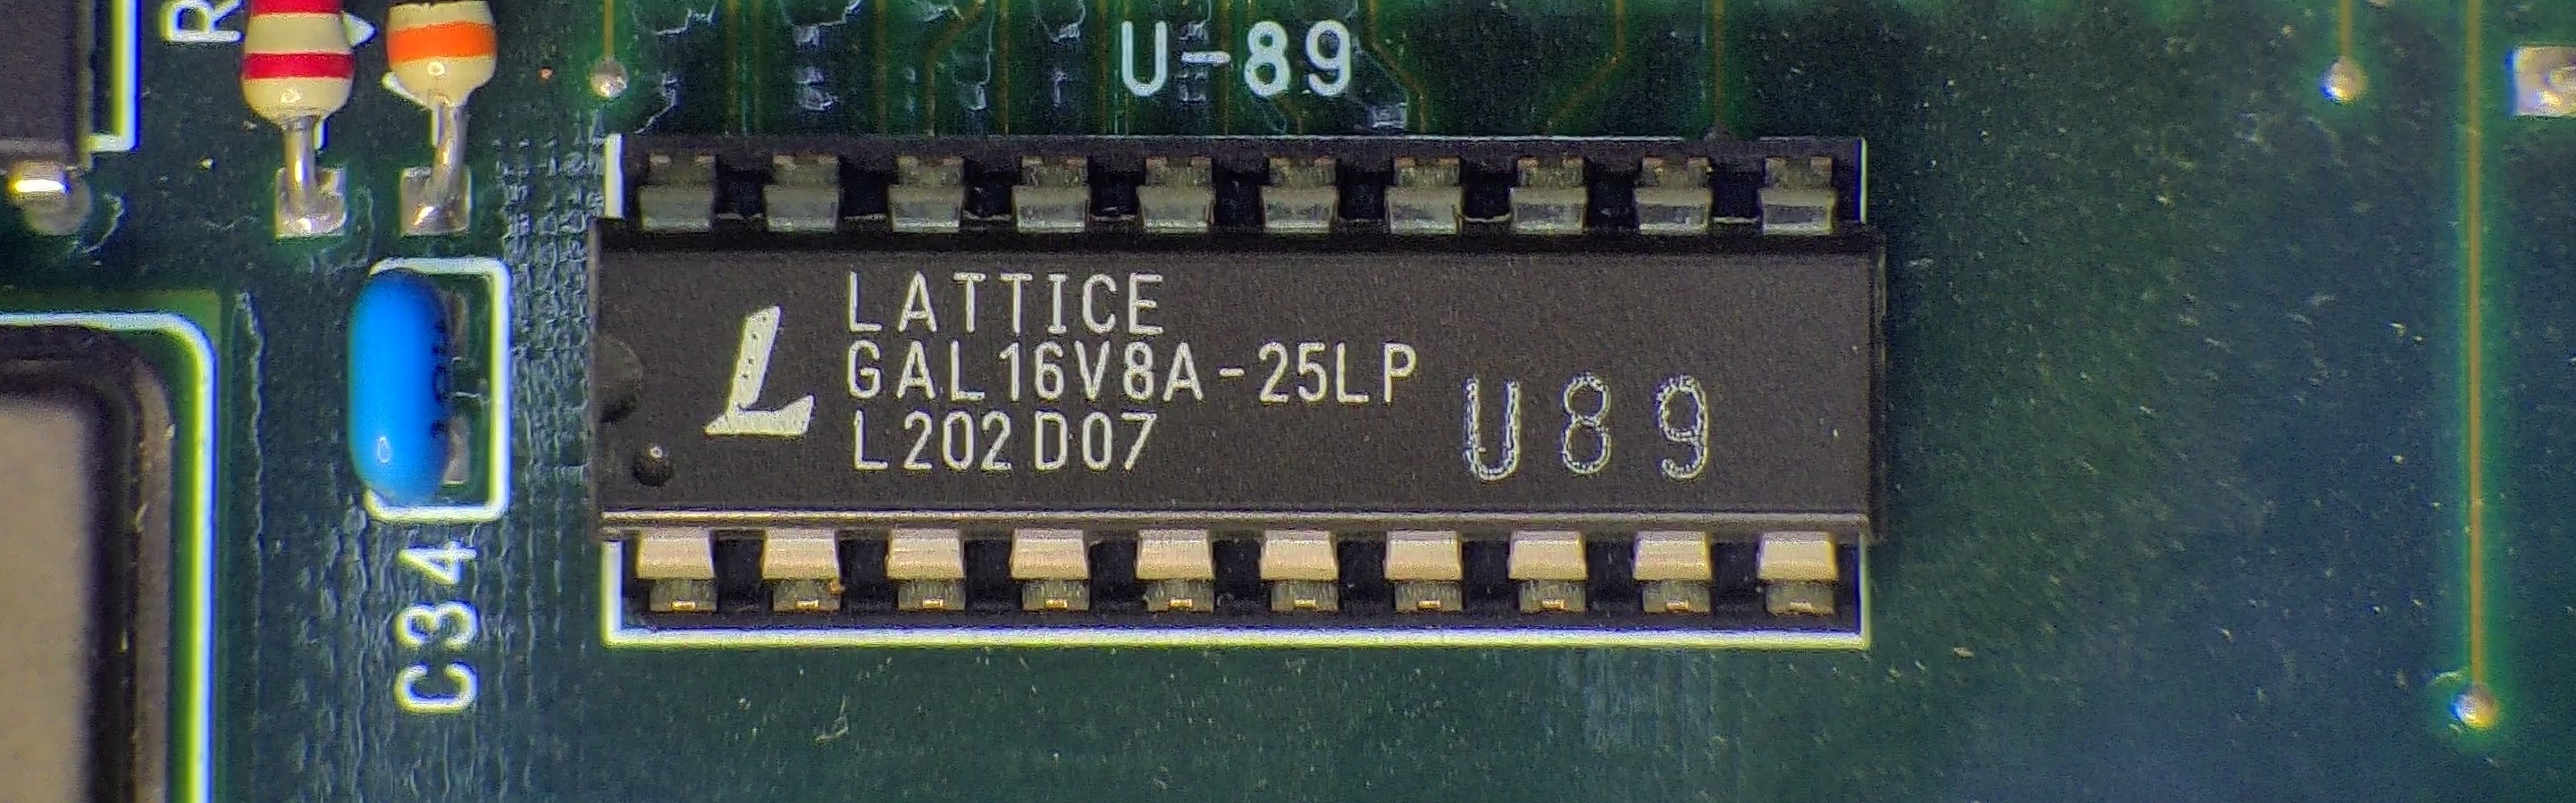 R
U-89
LATTICE
GAL16V8A-25LP
L202D07
U89
C34